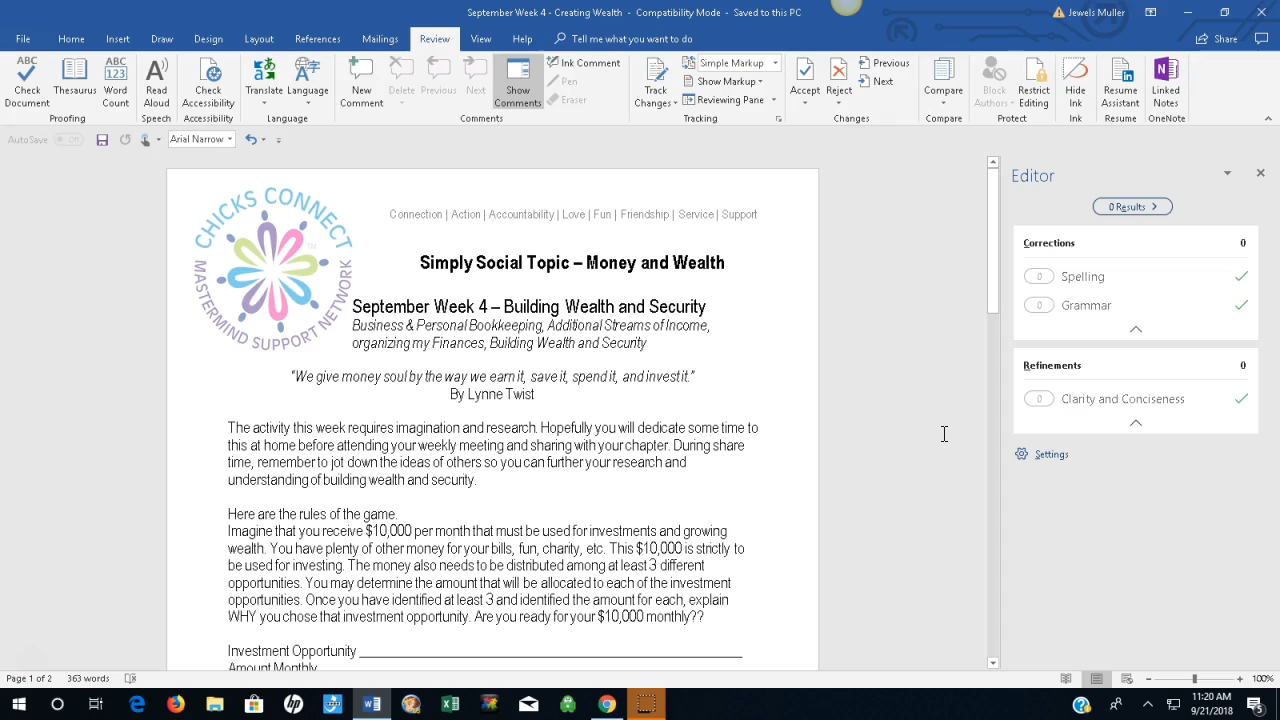 September Week 4 - Creating Wealth - Compatibility Mode - Saved to this PC
Jewels Muller
File Home Insert Draw Design Layout References Mailings Review View Help Tell me what you want to do
Share
ABC Check Document
Thesaurus
ABC 123 Word Count
Proofing
Read Aloud
Speech
Check Accessibility
Accessibility
Translate
Language
Language
New Comment
Delete
Previous
Next
Show Comments
Ink Comment
Pen
Eraser
Comments
Track Changes
Simple Markup
Show Markup
Reviewing Pane
Tracking
Accept
Reject
Previous
Next
Changes
Compare
Compare
Block Authors
Restrict Editing
Protect
Hide Ink
Ink
Resume Assistant
Resume
Linked Notes
OneNote
AutoSave Off
Arial Narrow
CHICKS CONNECT
TM
MASTERMIND SUPPORT NETWORK
Connection | Action | Accountability | Love | Fun | Friendship | Service | Support
Simply Social Topic – Money and Wealth
September Week 4 – Building Wealth and Security
Business & Personal Bookkeeping, Additional Streams of Income,
organizing my Finances, Building Wealth and Security
"We give money soul by the way we earn it, save it, spend it, and invest it."
By Lynne Twist
The activity this week requires imagination and research. Hopefully you will dedicate some time to
this at home before attending your weekly meeting and sharing with your chapter. During share
time, remember to jot down the ideas of others so you can further your research and
understanding of building wealth and security.
Here are the rules of the game.
Imagine that you receive $10,000 per month that must be used for investments and growing
wealth. You have plenty of other money for your bills, fun, charity, etc. This $10,000 is strictly to
be used for investing. The money also needs to be distributed among at least 3 different
opportunities. You may determine the amount that will be allocated to each of the investment
opportunities. Once you have identified at least 3 and identified the amount for each, explain
WHY you chose that investment opportunity. Are you ready for your $10,000 monthly??
Investment Opportunity
Amount Monthly
Editor
0 Results
Corrections 0
0 Spelling
0 Grammar
Refinements 0
0 Clarity and Conciseness
Settings
Page 1 of 2 363 words
100%
11:20 AM
9/21/2018